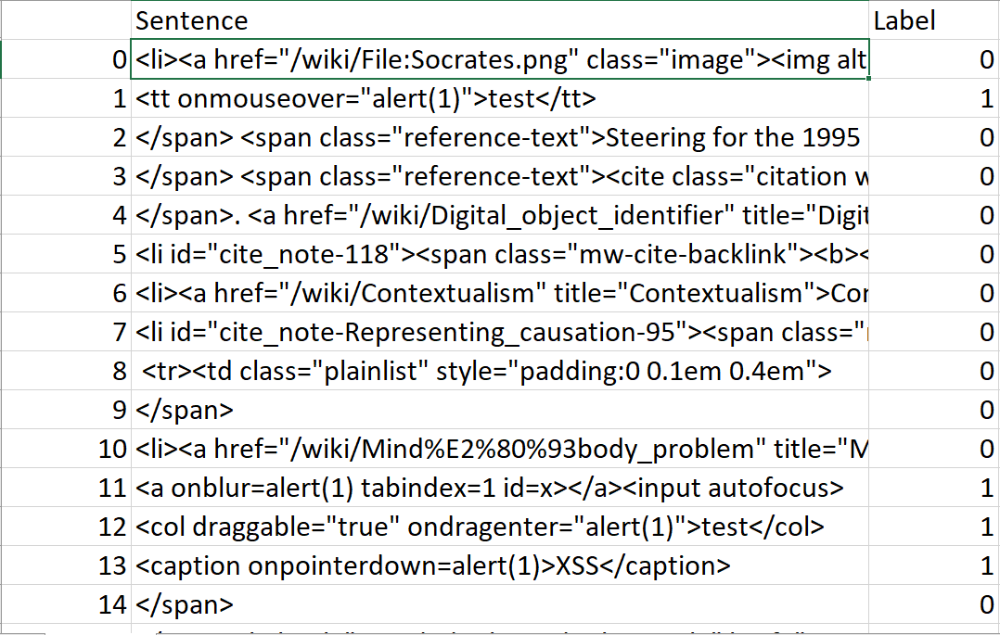 Sentence Label
0 <li><a href="/wiki/File:Socrates.png" class="image"><img alt 0
1 <tt onmouseover="alert(1)">test</tt> 1
2 </span> <span class="reference-text">Steering for the 1995 0
3 </span> <span class="reference-text"><cite class="citation w 0
4 </span>. <a href="/wiki/Digital_object_identifier" title="Digit 0
5 <li id="cite_note-118"><span class="mw-cite-backlink"><b>< 0
6 <li><a href="/wiki/Contextualism" title="Contextualism">Con 0
7 <li id="cite_note-Representing_causation-95"><span class=" 0
8 <tr><td class="plainlist" style="padding:0 0.1em 0.4em"> 0
9 </span> 0
10 <li><a href="/wiki/Mind%E2%80%93body_problem" title="M 0
11 <a onblur=alert(1) tabindex=1 id=x></a><input autofocus> 1
12 <col draggable="true" ondragenter="alert(1)">test</col> 1
13 <caption onpointerdown=alert(1)>XSS</caption> 1
14 </span> 0